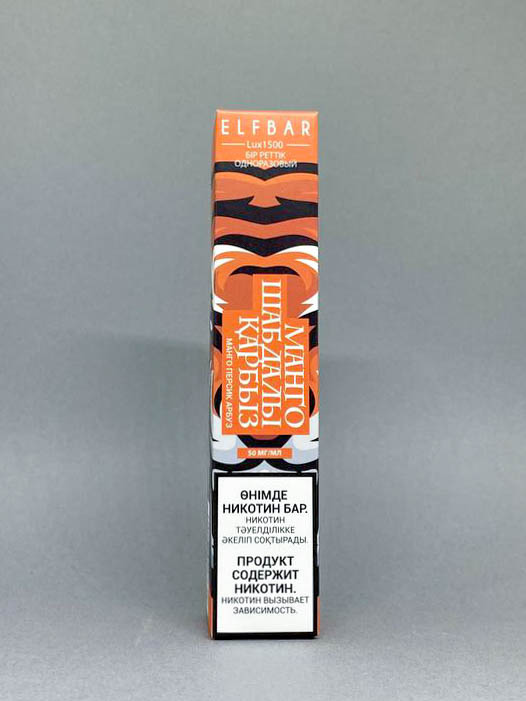 ELFBAR
Lux1500
БІР РЕТТІК
ОДНОРАЗОВЫЙ
МАНГО
ШАБДАЛЫ
ҚАРБЫЗ
МАНГО ПЕРСИК АРБУЗ
50 МГ/МЛ
ӨНІМДЕ
НИКОТИН БАР.
НИКОТИН
ТӘУЕЛДІЛІККЕ
ӘКЕЛІП СОҚТЫРАДЫ.
ПРОДУКТ
СОДЕРЖИТ
НИКОТИН.
НИКОТИН ВЫЗЫВАЕТ
ЗАВИСИМОСТЬ.